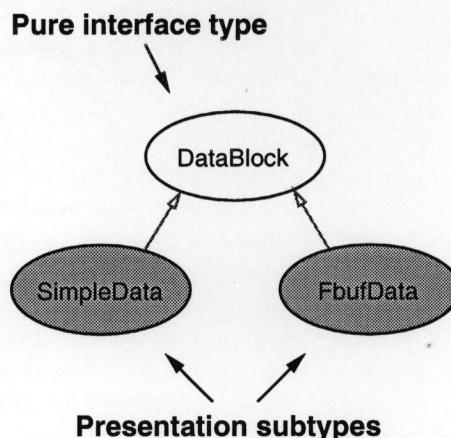 Pure interface type
DataBlock
SimpleData
FbufData
Presentation subtypes